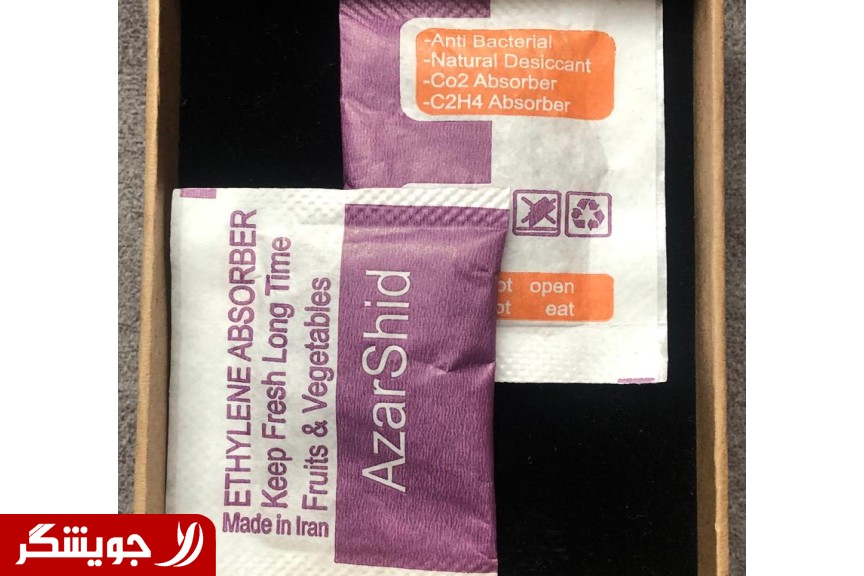 -Anti Bacterial
-Natural Desiccant
-Co2 Absorber
-C2H4 Absorber
open
eat
ETHYLENE ABSORBER
Keep Fresh Long Time
Fruits & Vegetables
Made in Iran
AzarShid
جویشگر